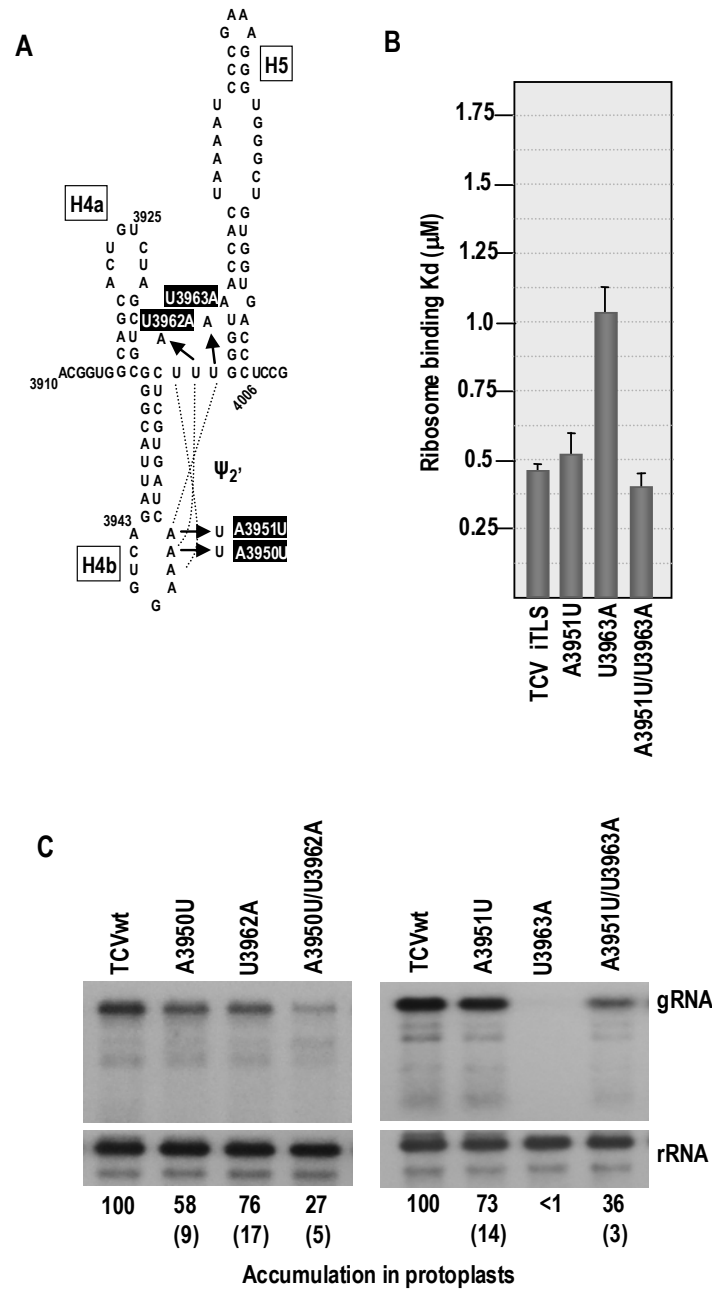 A
H5
H4a
3925
U3963A
U3962A
3910
ACGGUGG
U U U
CUCCG
4006
Ψ2'
3943
H4b
U A3951U
U A3950U
B
Ribosome binding Kd (µM)
1.75
1.5
1.25
1.0
0.75
0.5
0.25
TCV iTLS
A3951U
U3963A
A3951U/U3963A
C
TCVwt
A3950U
U3962A
A3950U/U3962A
TCVwt
A3951U
U3963A
A3951U/U3963A
gRNA
rRNA
100 58 76 27 100 73 <1 36
(9) (17) (5) (14) (3)
Accumulation in protoplasts